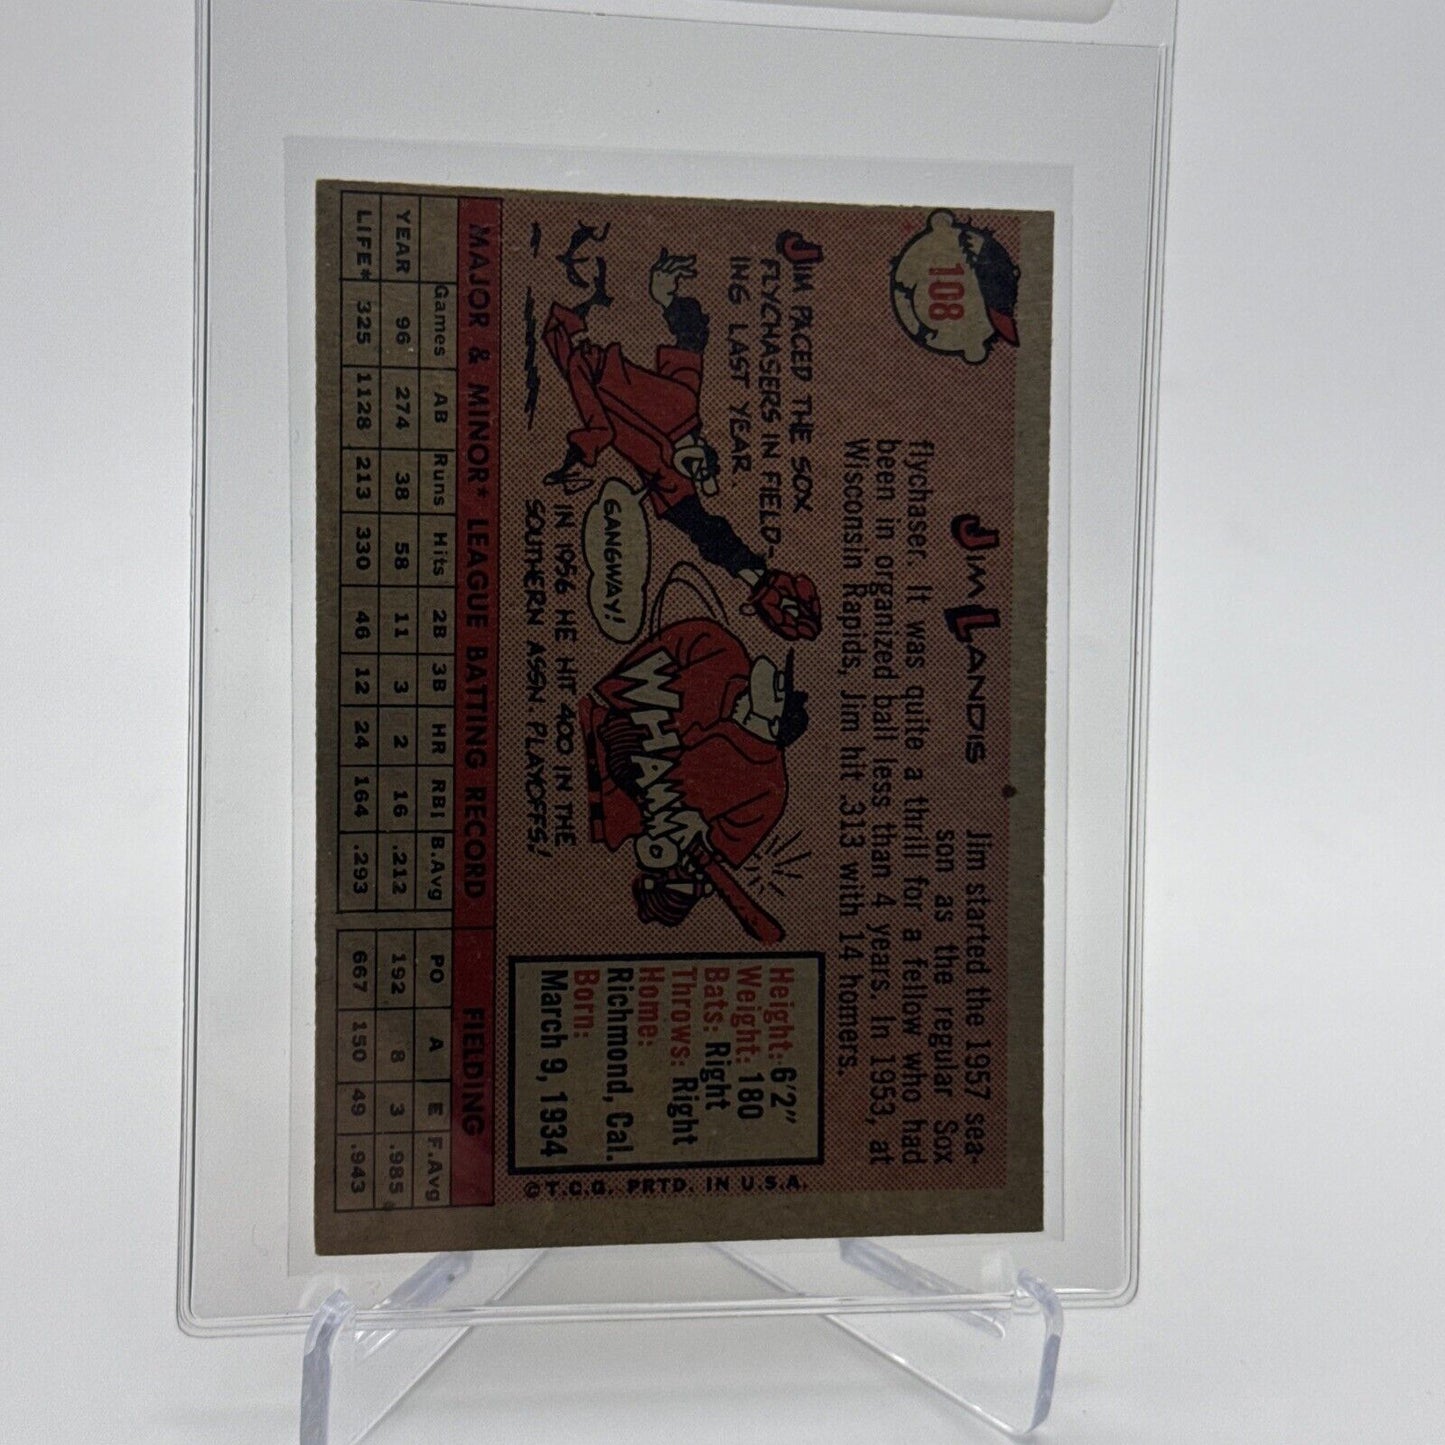 108
JIM LANDIS
Jim started the 1957 sea-
son as the regular Sox
flychaser. It was quite a thrill for a fellow who had
been in organized ball less than 4 years. In 1953, at
Wisconsin Rapids, Jim hit .313 with 14 homers.
JIM PACED THE SOX
FLYCHASERS IN FIELD-
ING LAST YEAR.
GANGWAY!
WHAMMO
IN 1956 HE HIT .400 IN THE
SOUTHERN ASSN PLAYOFFS!
Height: 6'2"
Weight: 180
Bats: Right
Throws: Right
Home:
Richmond, Cal.
Born:
March 9, 1934
© T.C.G. PRTD. IN U.S.A.
MAJOR & MINOR* LEAGUE BATTING RECORD FIELDING
Games AB Runs Hits 2B 3B HR RBI B.Avg PO A E F.Avg
YEAR 96 274 38 58 11 3 2 16 .212 192 8 3 .985
LIFE* 325 1128 213 330 46 12 24 164 .293 667 150 49 .943